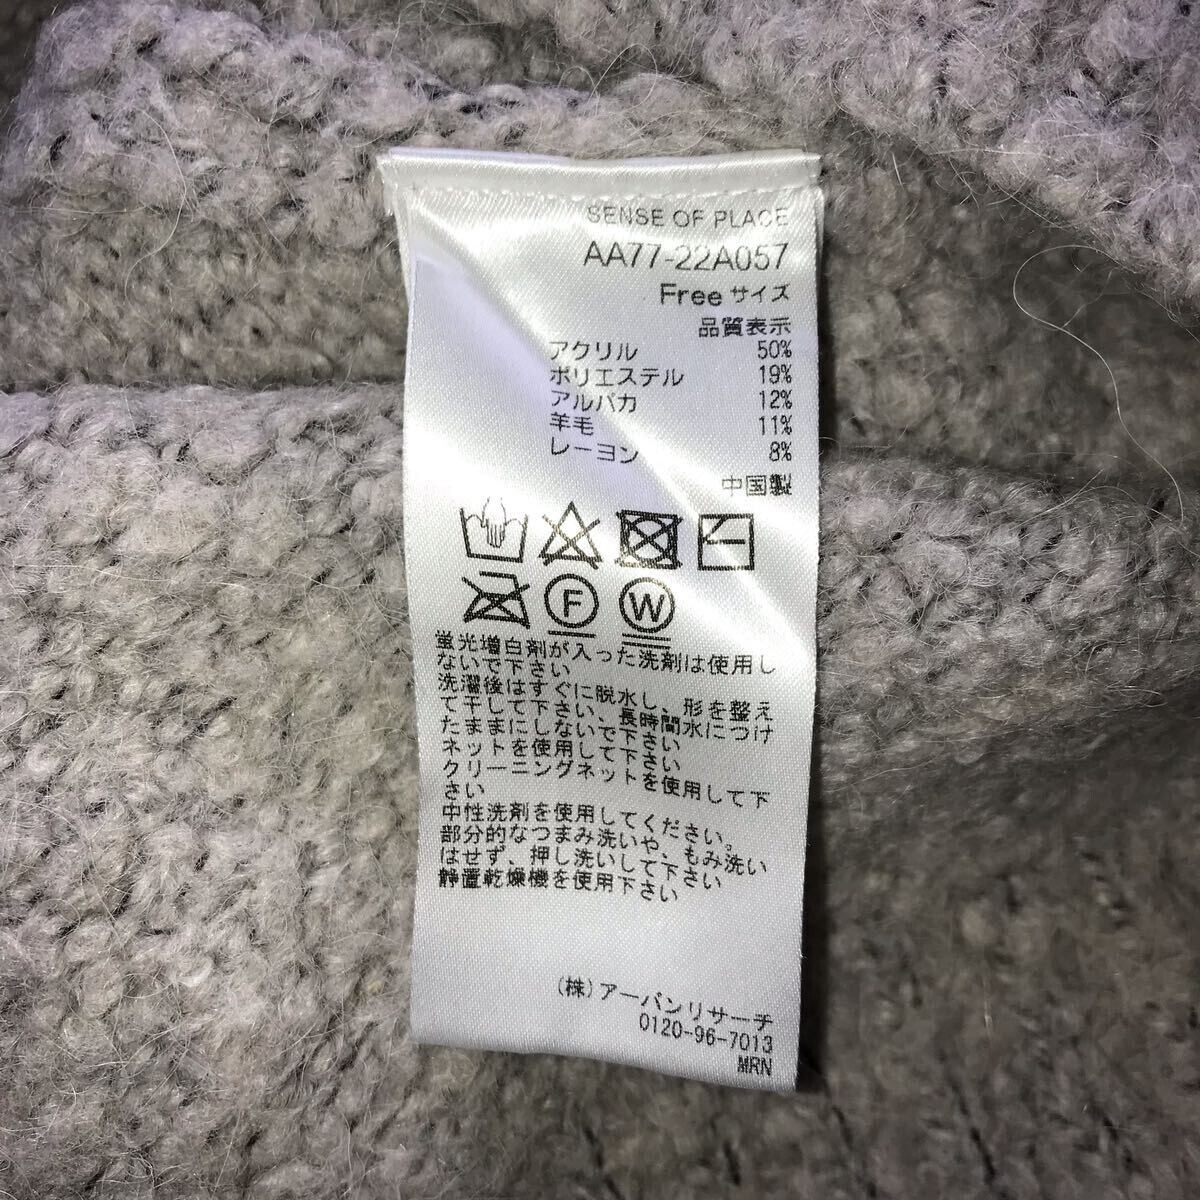 SENSE OF PLACE
AA77-22A057
Free サイズ
品質表示
アクリル 50%
ポリエステル 19%
アルパカ 12%
羊毛 11%
レーヨン 8%
中国製
F W
蛍光増白剤が入った洗剤は使用し
ないで下さい
洗濯後はすぐに脱水し、形を整え
て干して下さい、長時間水につけ
たままにしないで下さい
ネットを使用して下さい
クリーニングネットを使用して下
さい
中性洗剤を使用してください。
部分的なつまみ洗いや、もみ洗い
はせず、押し洗いして下さい
静置乾燥機を使用下さい
(株)アーバンリサーチ
0120-96-7013
MRN